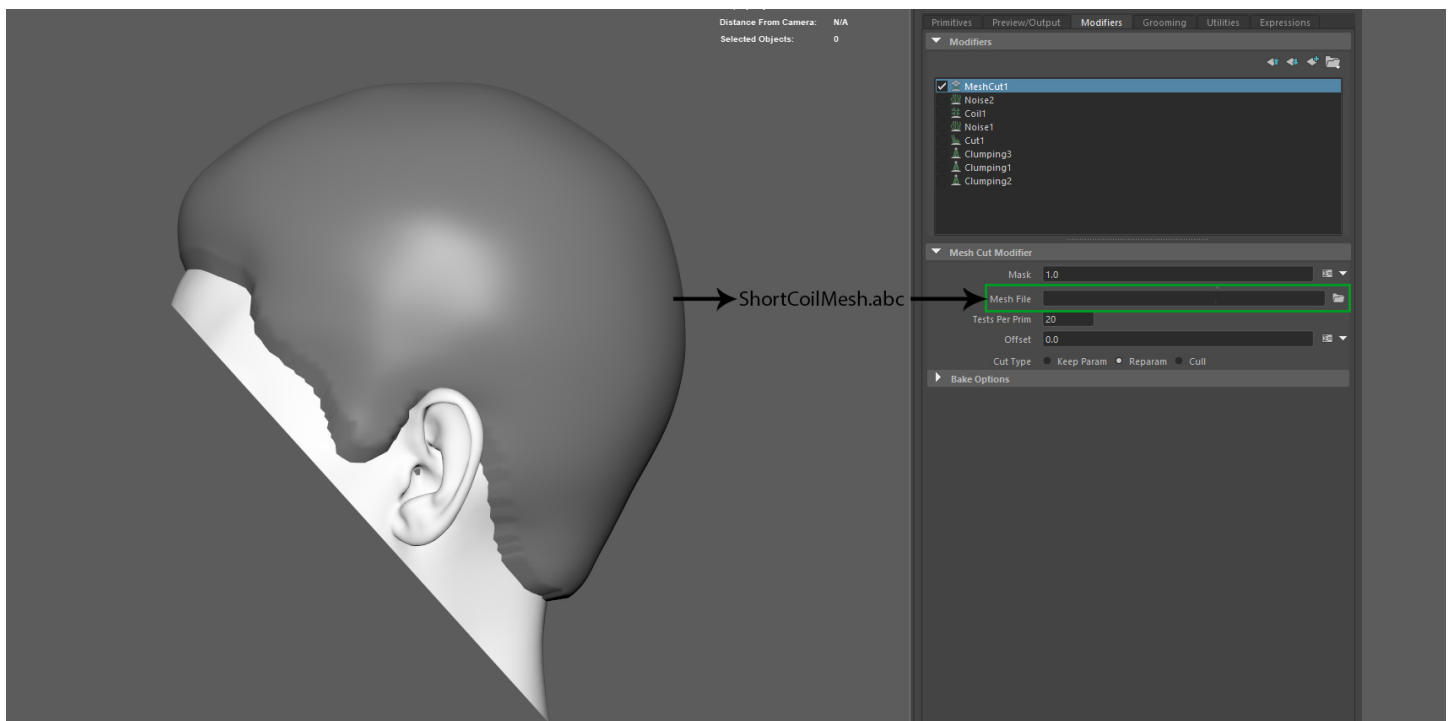 Distance From Camera: N/A
Selected Objects: 0
Primitives Preview/Output Modifiers Grooming Utilities Expressions
Modifiers
MeshCut1
Noise2
Coil1
Noise1
Cut1
Clumping3
Clumping1
Clumping2
Mesh Cut Modifier
Mask 1.0
ShortCoilMesh.abc
Mesh File
Tests Per Prim 20
Offset 0.0
Cut Type Keep Param Reparam Cull
Bake Options